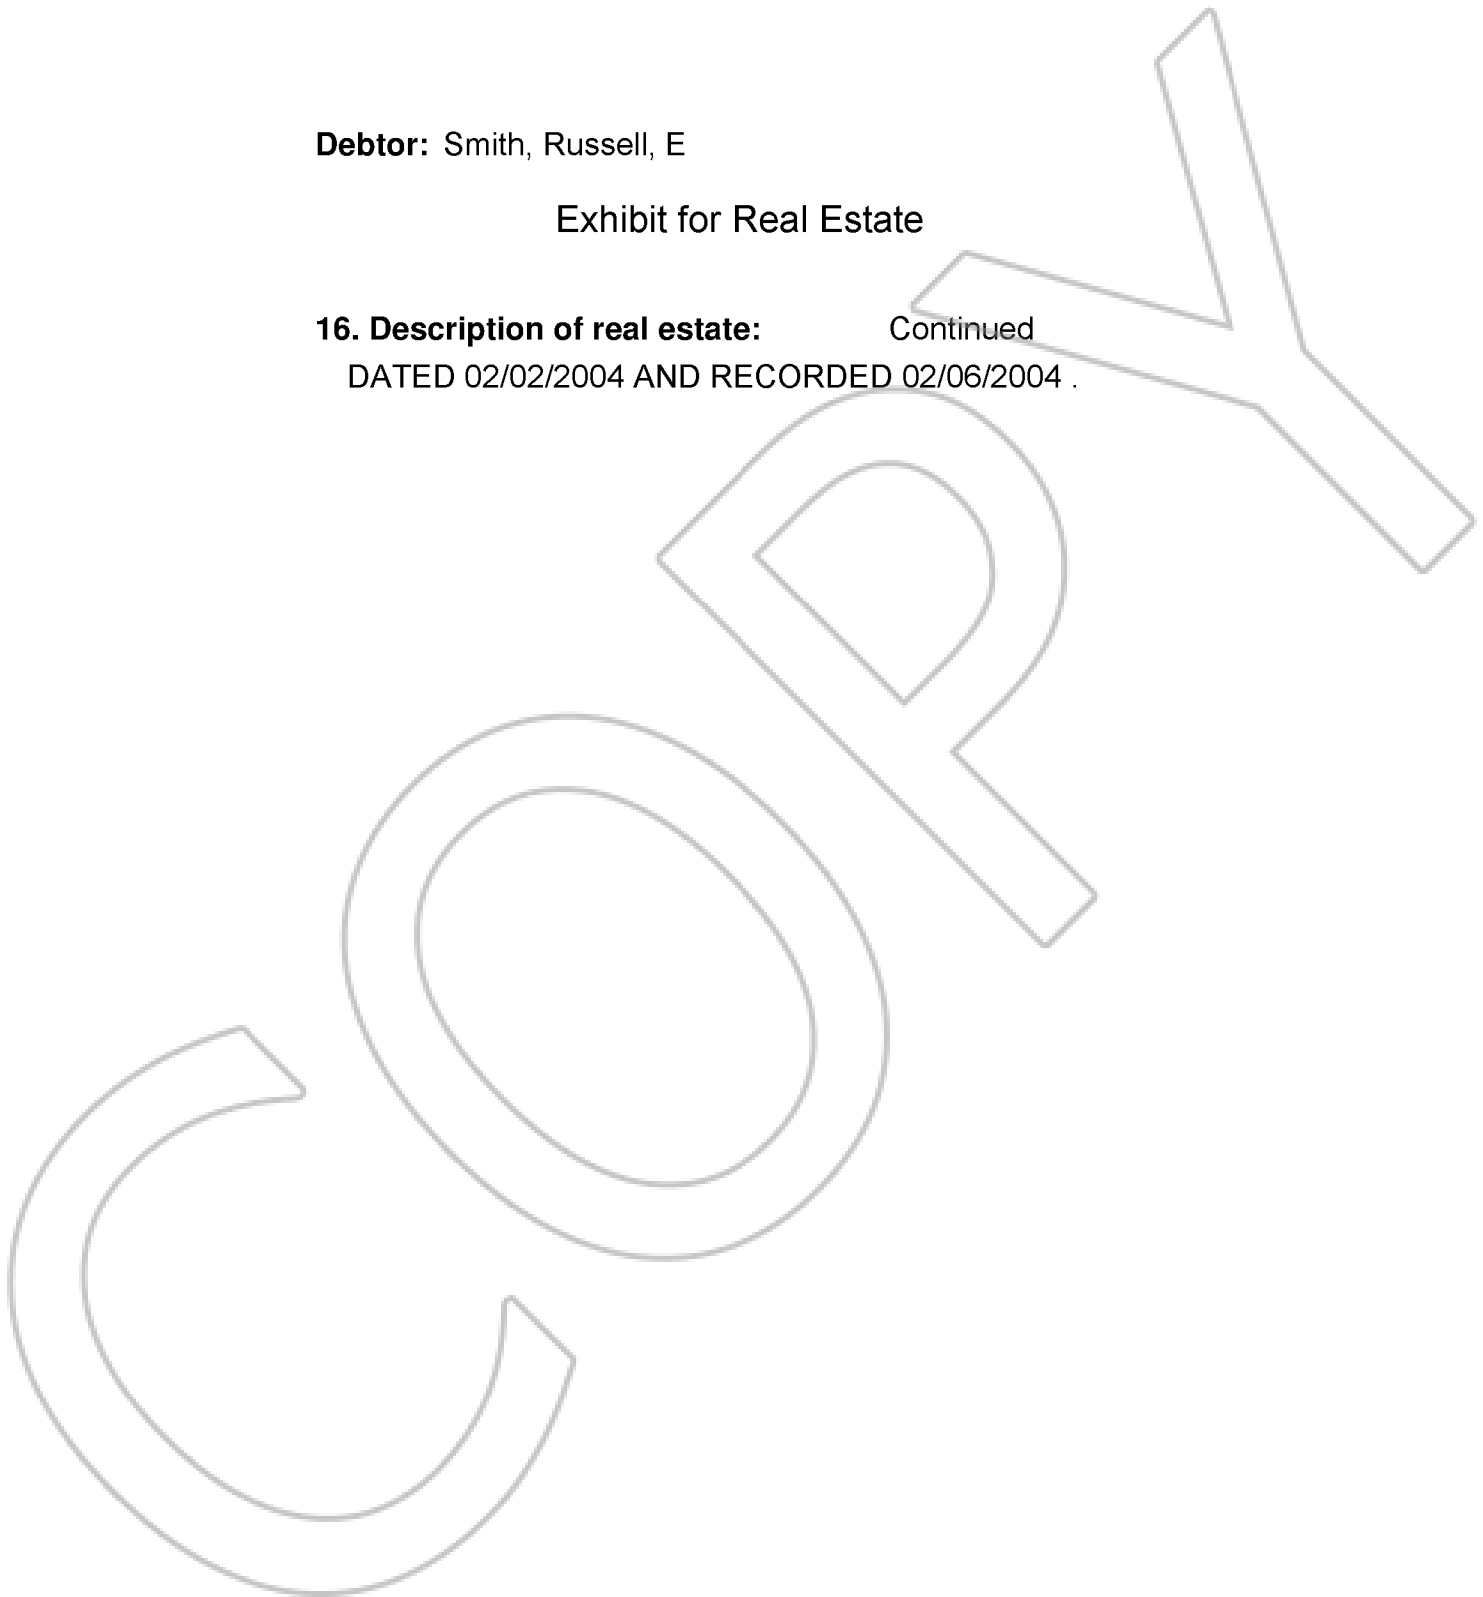 Debtor: Smith, Russell, E
Exhibit for Real Estate
16. Description of real estate: Continued
DATED 02/02/2004 AND RECORDED 02/06/2004 .
COPY